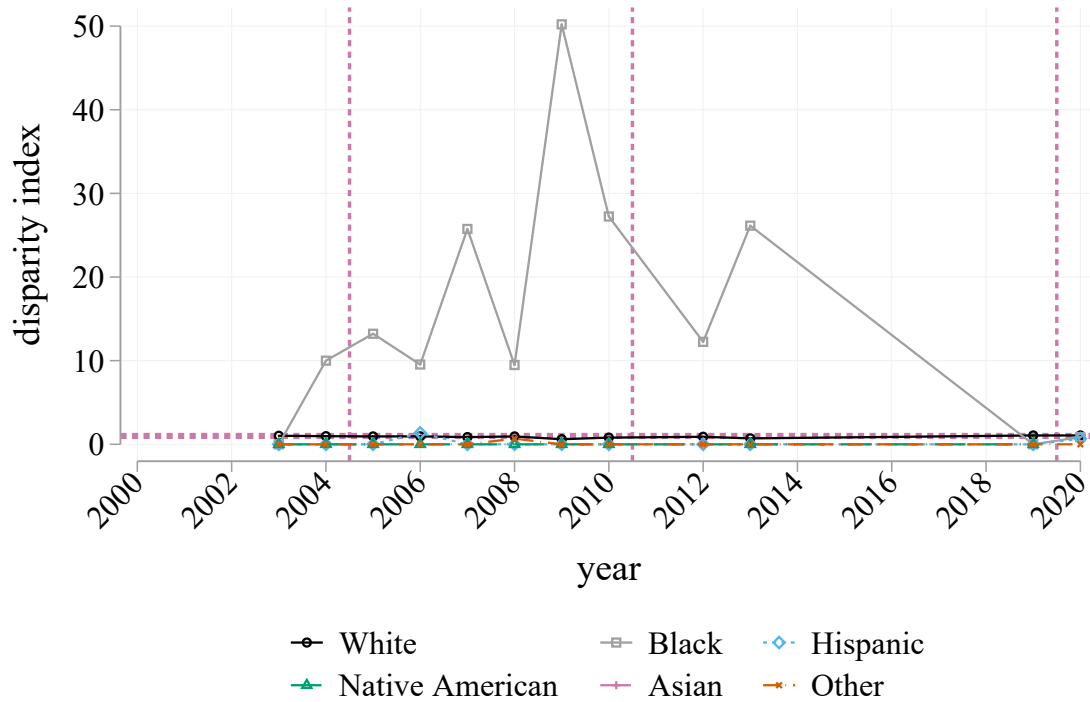 50
40
30
20
10
0
disparity index
2000 2002 2004 2006 2008 2010 2012 2014 2016 2018 2020
year
White Black Hispanic
Native American Asian Other